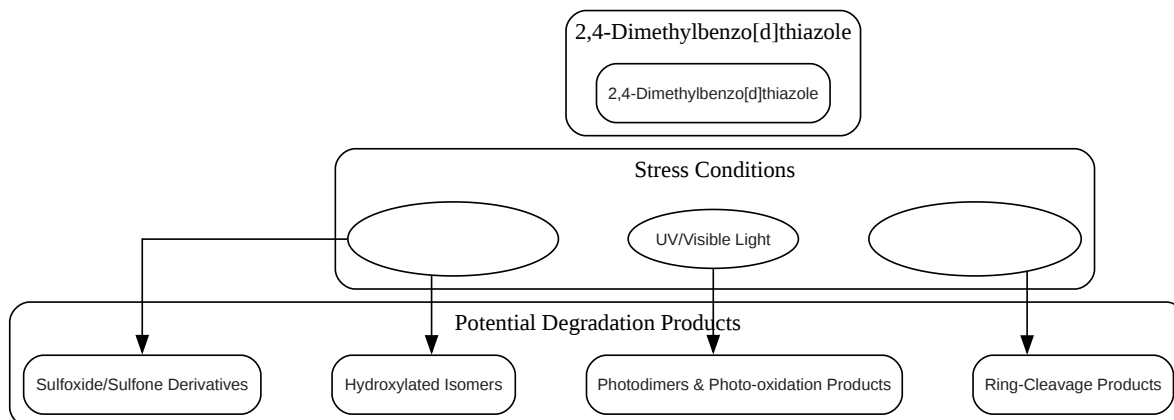 2,4-Dimethylbenzo[d]thiazole
2,4-Dimethylbenzo[d]thiazole
Stress Conditions
UV/Visible Light
Potential Degradation Products
Sulfoxide/Sulfone Derivatives
Hydroxylated Isomers
Photodimers & Photo-oxidation Products
Ring-Cleavage Products